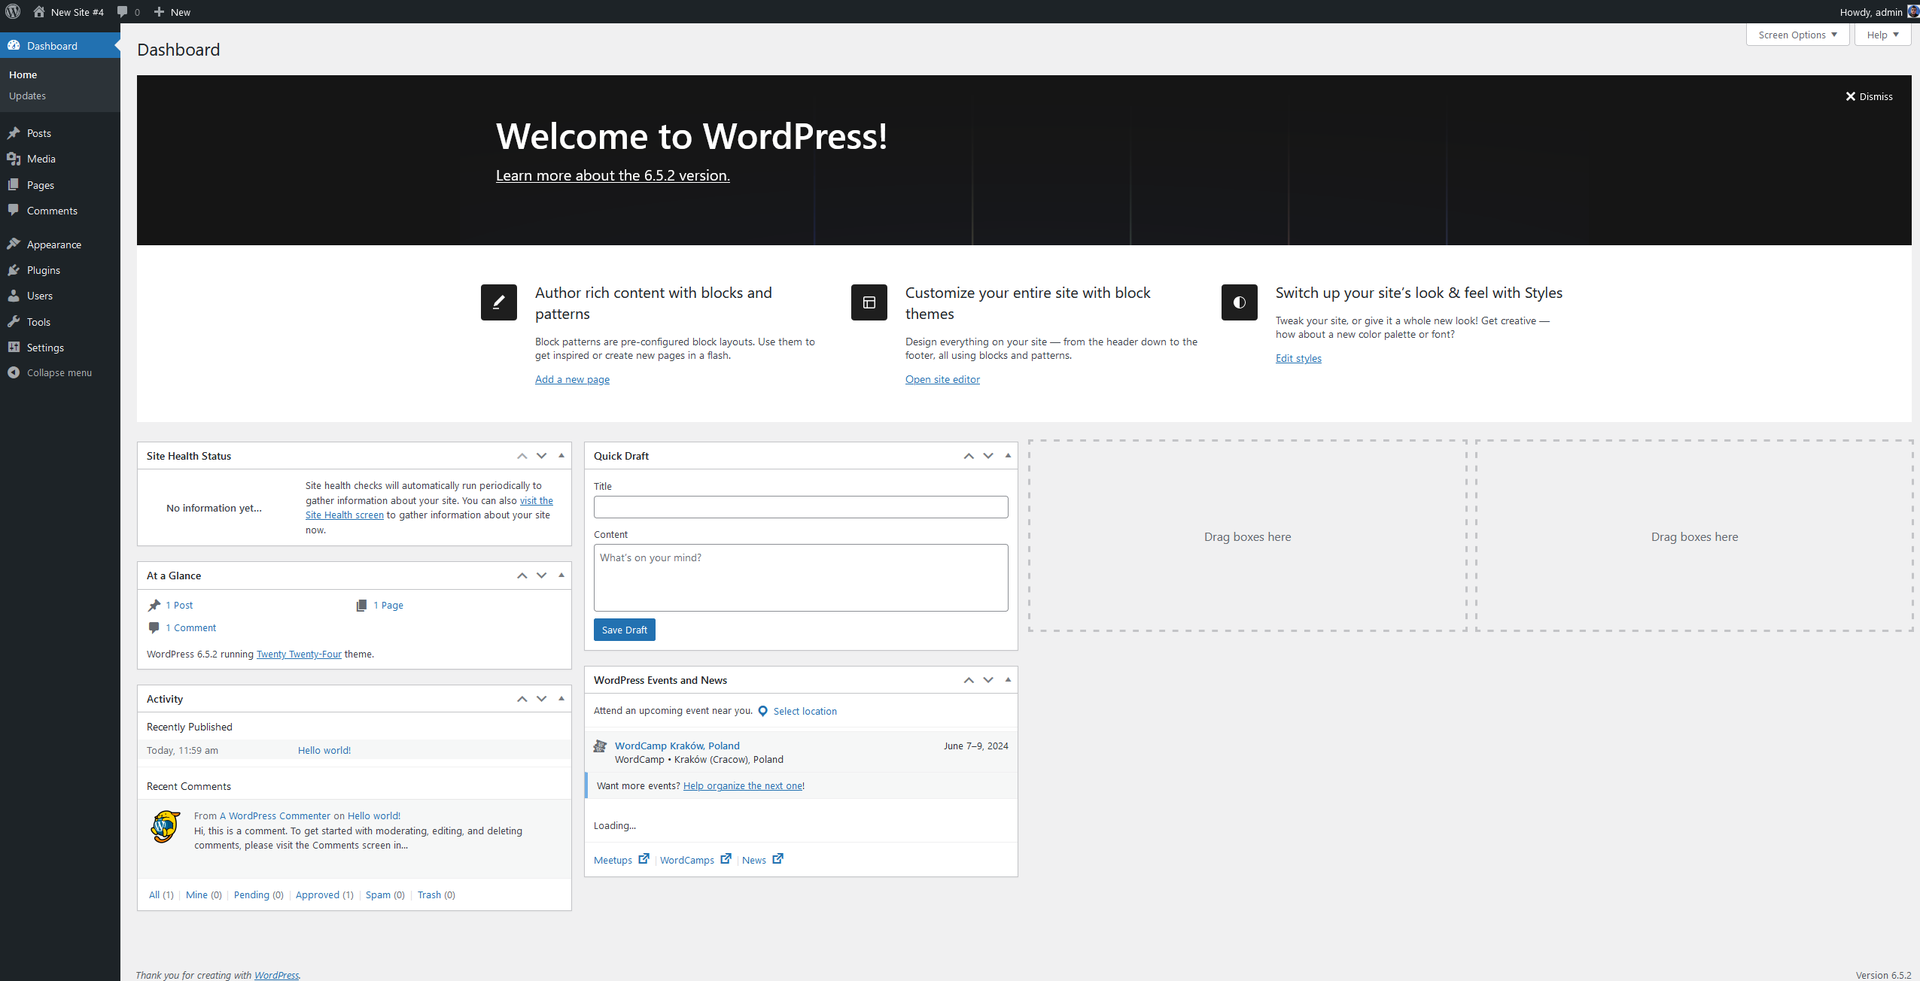 New Site #4
0
New
Howdy, admin
Dashboard
Home
Updates
Posts
Media
Pages
Comments
Appearance
Plugins
Users
Tools
Settings
Collapse menu
Dashboard
Screen Options
Help
Dismiss
Welcome to WordPress!
Learn more about the 6.5.2 version.
Author rich content with blocks and
patterns
Block patterns are pre-configured block layouts. Use them to
get inspired or create new pages in a flash.
Add a new page
Customize your entire site with block
themes
Design everything on your site — from the header down to the
footer, all using blocks and patterns.
Open site editor
Switch up your site’s look & feel with Styles
Tweak your site, or give it a whole new look! Get creative —
how about a new color palette or font?
Edit styles
Site Health Status
No information yet…
Site health checks will automatically run periodically to
gather information about your site. You can also visit the
Site Health screen to gather information about your site
now.
At a Glance
1 Post
1 Page
1 Comment
WordPress 6.5.2 running Twenty Twenty-Four theme.
Activity
Recently Published
Today, 11:59 am
Hello world!
Recent Comments
From A WordPress Commenter on Hello world!
Hi, this is a comment. To get started with moderating, editing, and deleting
comments, please visit the Comments screen in…
All (1) | Mine (0) | Pending (0) | Approved (1) | Spam (0) | Trash (0)
Quick Draft
Title
Content
What’s on your mind?
Save Draft
WordPress Events and News
Attend an upcoming event near you.
Select location
WordCamp Kraków, Poland
June 7–9, 2024
WordCamp • Kraków (Cracow), Poland
Want more events? Help organize the next one!
Loading…
Meetups | WordCamps | News
Drag boxes here
Drag boxes here
Thank you for creating with WordPress.
Version 6.5.2